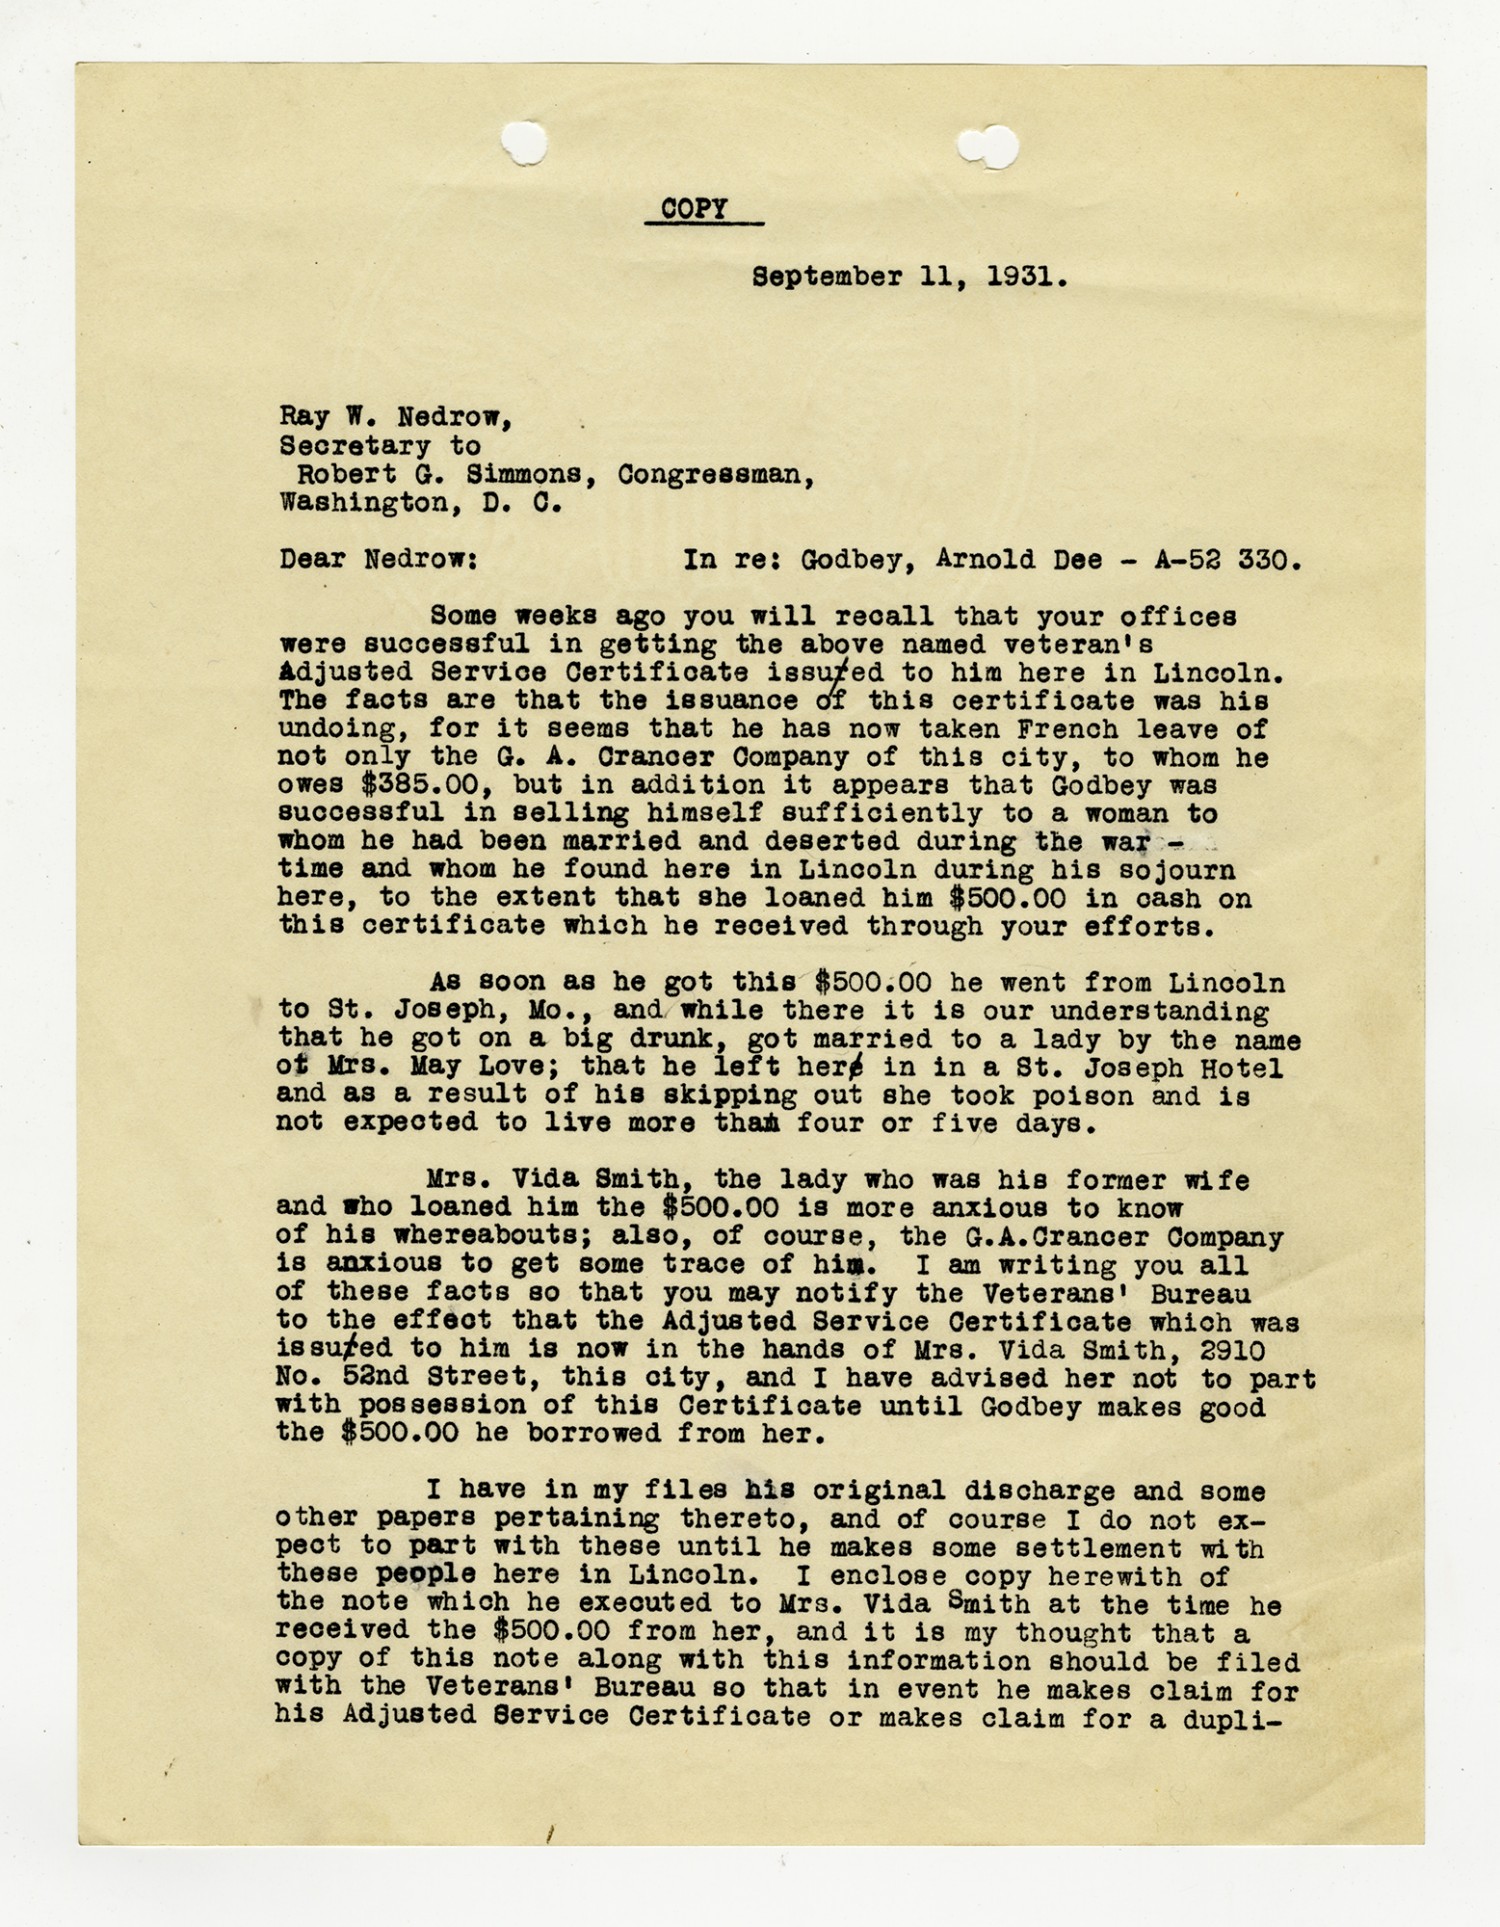 COPY
September 11, 1931.
Ray W. Nedrow,
Secretary to
Robert G. Simmons, Congressman,
Washington, D. C.
Dear Nedrow: In re: Godbey, Arnold Dee - A-52 330.
Some weeks ago you will recall that your offices
were successful in getting the above named veteran's
Adjusted Service Certificate issued to him here in Lincoln.
The facts are that the issuance of this certificate was his
undoing, for it seems that he has now taken French leave of
not only the G. A. Crancer Company of this city, to whom he
owes $385.00, but in addition it appears that Godbey was
successful in selling himself sufficiently to a woman to
whom he had been married and deserted during the war -
time and whom he found here in Lincoln during his sojourn
here, to the extent that she loaned him $500.00 in cash on
this certificate which he received through your efforts.
As soon as he got this $500.00 he went from Lincoln
to St. Joseph, Mo., and while there it is our understanding
that he got on a big drunk, got married to a lady by the name
of Mrs. May Love; that he left her in in a St. Joseph Hotel
and as a result of his skipping out she took poison and is
not expected to live more than four or five days.
Mrs. Vida Smith, the lady who was his former wife
and who loaned him the $500.00 is more anxious to know
of his whereabouts; also, of course, the G.A.Crancer Company
is anxious to get some trace of him. I am writing you all
of these facts so that you may notify the Veterans' Bureau
to the effect that the Adjusted Service Certificate which was
issued to him is now in the hands of Mrs. Vida Smith, 2910
No. 52nd Street, this city, and I have advised her not to part
with possession of this Certificate until Godbey makes good
the $500.00 he borrowed from her.
I have in my files his original discharge and some
other papers pertaining thereto, and of course I do not ex-
pect to part with these until he makes some settlement with
these people here in Lincoln. I enclose copy herewith of
the note which he executed to Mrs. Vida Smith at the time he
received the $500.00 from her, and it is my thought that a
copy of this note along with this information should be filed
with the Veterans' Bureau so that in event he makes claim for
his Adjusted Service Certificate or makes claim for a dupli-